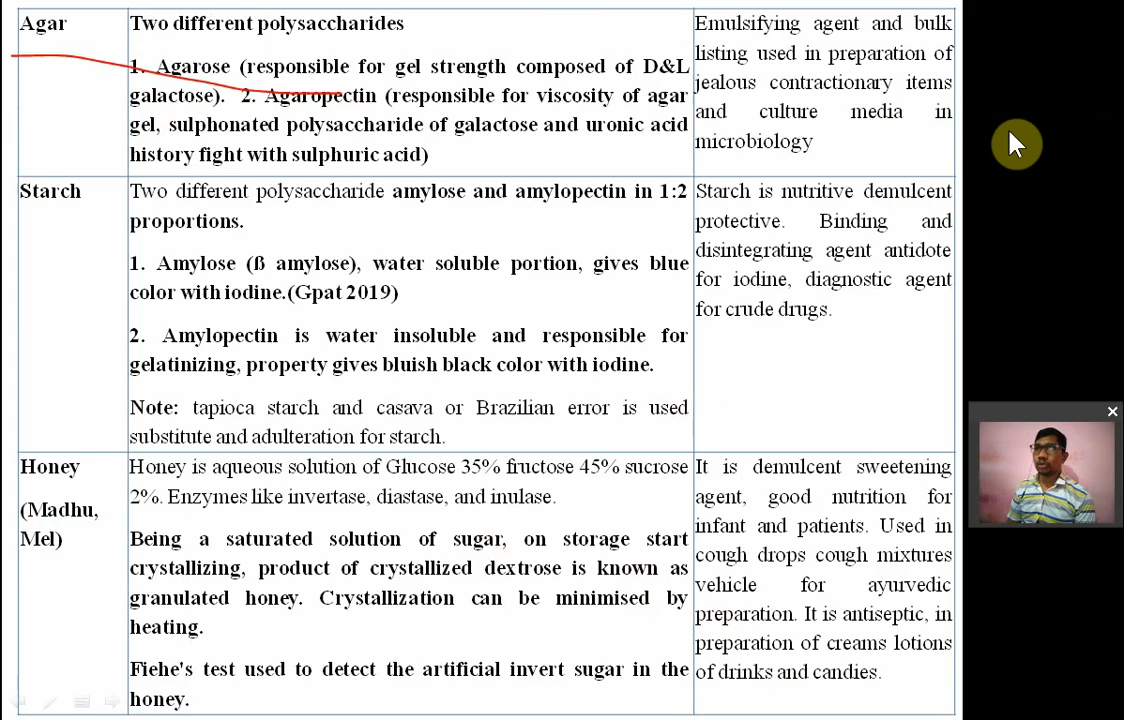 Agar
Two different polysaccharides
1. Agarose (responsible for gel strength composed of D&L
galactose). 2. Agaropectin (responsible for viscosity of agar
gel, sulphonated polysaccharide of galactose and uronic acid
history fight with sulphuric acid)
Emulsifying agent and bulk
listing used in preparation of
jealous contractionary items
and culture media in
microbiology
Starch
Two different polysaccharide amylose and amylopectin in 1:2
proportions.
1. Amylose (ß amylose), water soluble portion, gives blue
color with iodine.(Gpat 2019)
2. Amylopectin is water insoluble and responsible for
gelatinizing, property gives bluish black color with iodine.
Note: tapioca starch and casava or Brazilian error is used
substitute and adulteration for starch.
Starch is nutritive demulcent
protective. Binding and
disintegrating agent antidote
for iodine, diagnostic agent
for crude drugs.
Honey
(Madhu,
Mel)
Honey is aqueous solution of Glucose 35% fructose 45% sucrose
2%. Enzymes like invertase, diastase, and inulase.
Being a saturated solution of sugar, on storage start
crystallizing, product of crystallized dextrose is known as
granulated honey. Crystallization can be minimised by
heating.
Fiehe's test used to detect the artificial invert sugar in the
honey.
It is demulcent sweetening
agent, good nutrition for
infant and patients. Used in
cough drops cough mixtures
vehicle for ayurvedic
preparation. It is antiseptic, in
preparation of creams lotions
of drinks and candies.